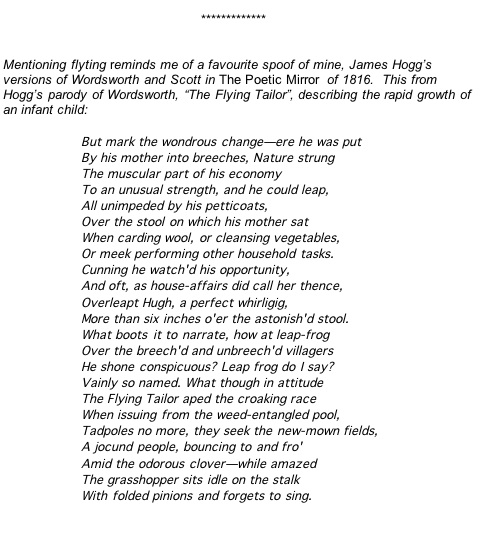 *************
Mentioning flyting reminds me of a favourite spoof of mine, James Hogg's
versions of Wordsworth and Scott in The Poetic Mirror of 1816. This from
Hogg's parody of Wordsworth, “The Flying Tailor”, describing the rapid growth of
an infant child:
But mark the wondrous change—ere he was put
By his mother into breeches, Nature strung
The muscular part of his economy
To an unusual strength, and he could leap,
All unimpeded by his petticoats,
Over the stool on which his mother sat
When carding wool, or cleansing vegetables,
Or meek performing other household tasks.
Cunning he watch'd his opportunity,
And oft, as house-affairs did call her thence,
Overleapt Hugh, a perfect whirligig,
More than six inches o'er the astonish'd stool.
What boots it to narrate, how at leap-frog
Over the breech'd and unbreech'd villagers
He shone conspicuous? Leap frog do I say?
Vainly so named. What though in attitude
The Flying Tailor aped the croaking race
When issuing from the weed-entangled pool,
Tadpoles no more, they seek the new-mown fields,
A jocund people, bouncing to and fro'
Amid the odorous clover—while amazed
The grasshopper sits idle on the stalk
With folded pinions and forgets to sing.